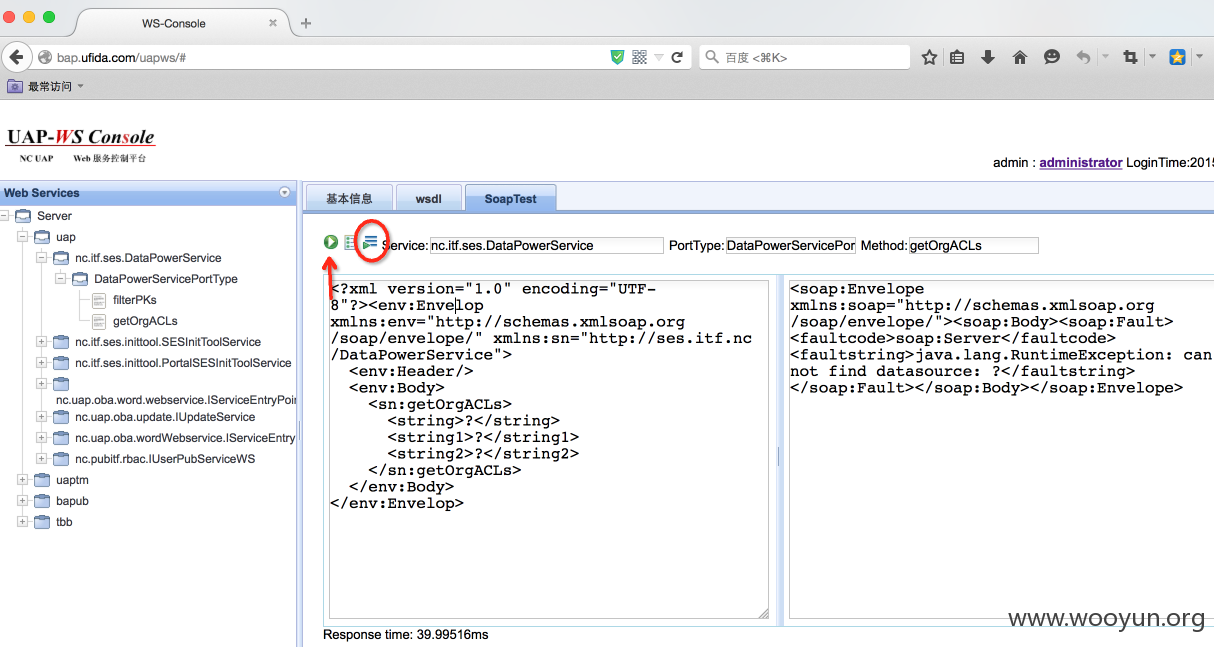 WS-Console
bap.ufida.com/uapws/#
百度 <⌘K>
最常访问
UAP-WS Console
NC UAP Web 服务控制平台
admin : administrator LoginTime:2015
Web Services
Server
uap
nc.itf.ses.DataPowerService
DataPowerServicePortType
filterPKs
getOrgACLs
nc.itf.ses.inittool.SESInitToolService
nc.itf.ses.inittool.PortalSESInitToolService
nc.uap.oba.word.webservice.IServiceEntryPoin
nc.uap.oba.update.IUpdateService
nc.uap.oba.wordWebservice.IServiceEntry
nc.pubitf.rbac.IUserPubServiceWS
uaptm
bapub
tbb
基本信息 wsdl SoapTest
Service: nc.itf.ses.DataPowerService PortType: DataPowerServicePor Method: getOrgACLs
<?xml version="1.0" encoding="UTF-
8"?><env:Envelop
xmlns:env="http://schemas.xmlsoap.org
/soap/envelope/" xmlns:sn="http://ses.itf.nc
/DataPowerService">
<env:Header/>
<env:Body>
<sn:getOrgACLs>
<string>?</string>
<string1>?</string1>
<string2>?</string2>
</sn:getOrgACLs>
</env:Body>
</env:Envelop>
<soap:Envelope
xmlns:soap="http://schemas.xmlsoap.org
/soap/envelope/"><soap:Body><soap:Fault>
<faultcode>soap:Server</faultcode>
<faultstring>java.lang.RuntimeException: can
not find datasource: ?</faultstring>
</soap:Fault></soap:Body></soap:Envelope>
Response time: 39.99516ms
www.wooyun.org